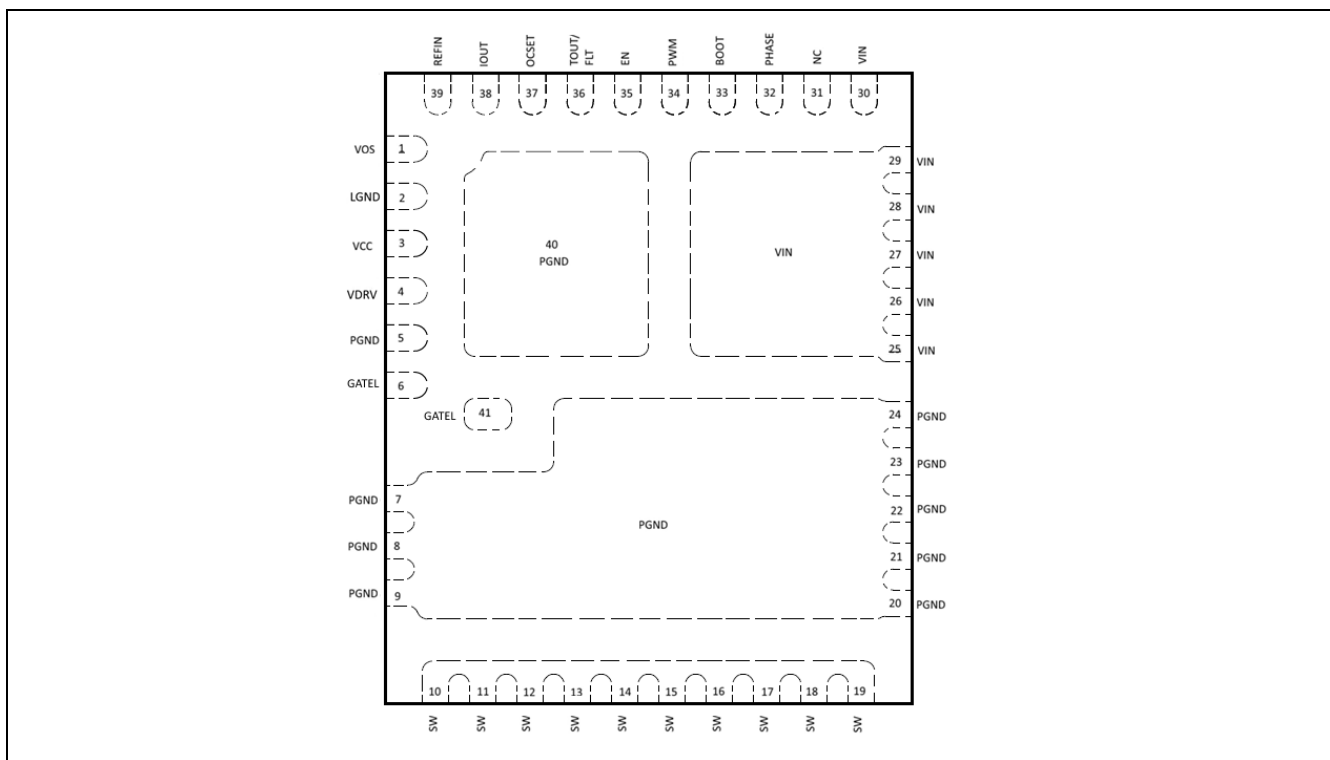 REFIN
IOUT
OCSET
TOUT/
FLT
EN
PWM
BOOT
PHASE
NC
VIN
39
38
37
36
35
34
33
32
31
30
VOS 1
LGND 2
VCC 3
VDRV 4
PGND 5
GATEL 6
40
PGND
VIN
29 VIN
28 VIN
27 VIN
26 VIN
25 VIN
GATEL 41
24 PGND
23 PGND
22 PGND
21 PGND
20 PGND
PGND 7
PGND 8
PGND 9
PGND
10
11
12
13
14
15
16
17
18
19
SW
SW
SW
SW
SW
SW
SW
SW
SW
SW